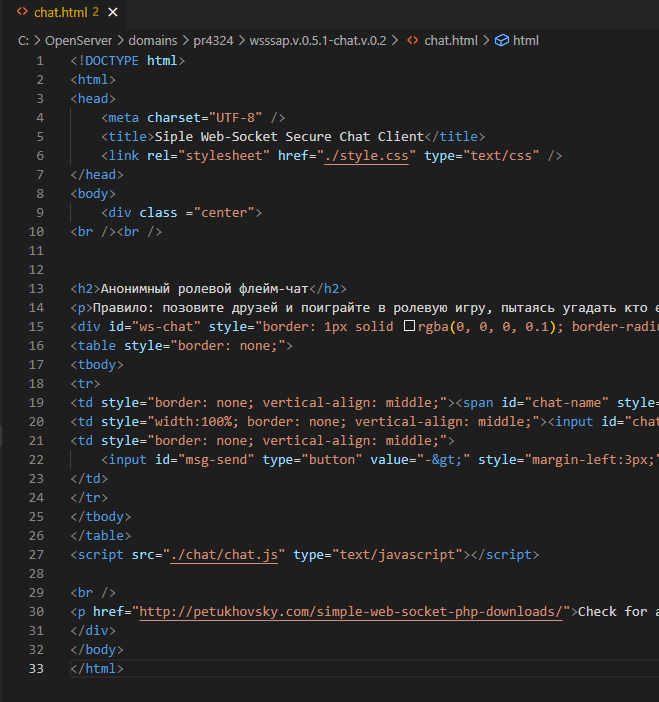 chat.html 2 ×
C: > OpenServer > domains > pr4324 > wsssap.v.0.5.1-chat.v.0.2 > chat.html > html
1 <!DOCTYPE html>
2 <html>
3 <head>
4 <meta charset="UTF-8" />
5 <title>Siple Web-Socket Secure Chat Client</title>
6 <link rel="stylesheet" href="./style.css" type="text/css" />
7 </head>
8 <body>
9 <div class ="center">
10 <br /><br />
11
12
13 <h2>Анонимный ролевой флейм-чат</h2>
14 <p>Правило: позовите друзей и поиграйте в ролевую игру, пытаясь угадать кто е
15 <div id="ws-chat" style="border: 1px solid rgba(0, 0, 0, 0.1); border-radiu
16 <table style="border: none;">
17 <tbody>
18 <tr>
19 <td style="border: none; vertical-align: middle;"><span id="chat-name" style=
20 <td style="width:100%; border: none; vertical-align: middle;"><input id="chat
21 <td style="border: none; vertical-align: middle;">
22 <input id="msg-send" type="button" value="-&gt;" style="margin-left:3px;"
23 </td>
24 </tr>
25 </tbody>
26 </table>
27 <script src="./chat/chat.js" type="text/javascript"></script>
28
29 <br />
30 <p href="http://petukhovsky.com/simple-web-socket-php-downloads/">Check for a
31 </div>
32 </body>
33 </html>